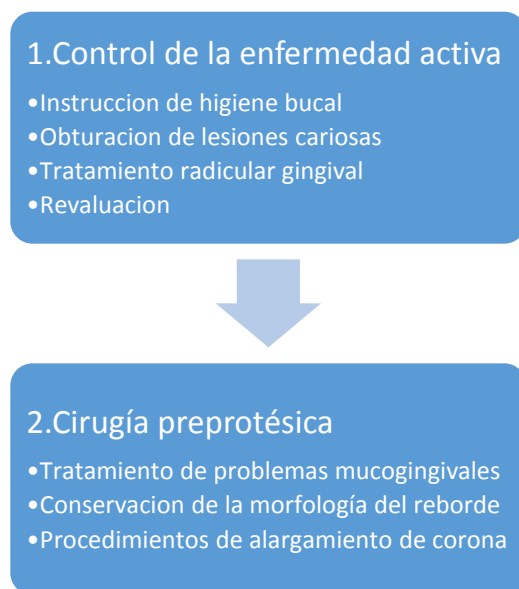 1.Control de la enfermedad activa
•Instruccion de higiene bucal
•Obturacion de lesiones cariosas
•Tratamiento radicular gingival
•Revaluacion
2.Cirugía preprotésica
•Tratamiento de problemas mucogingivales
•Conservacion de la morfología del reborde
•Procedimientos de alargamiento de corona